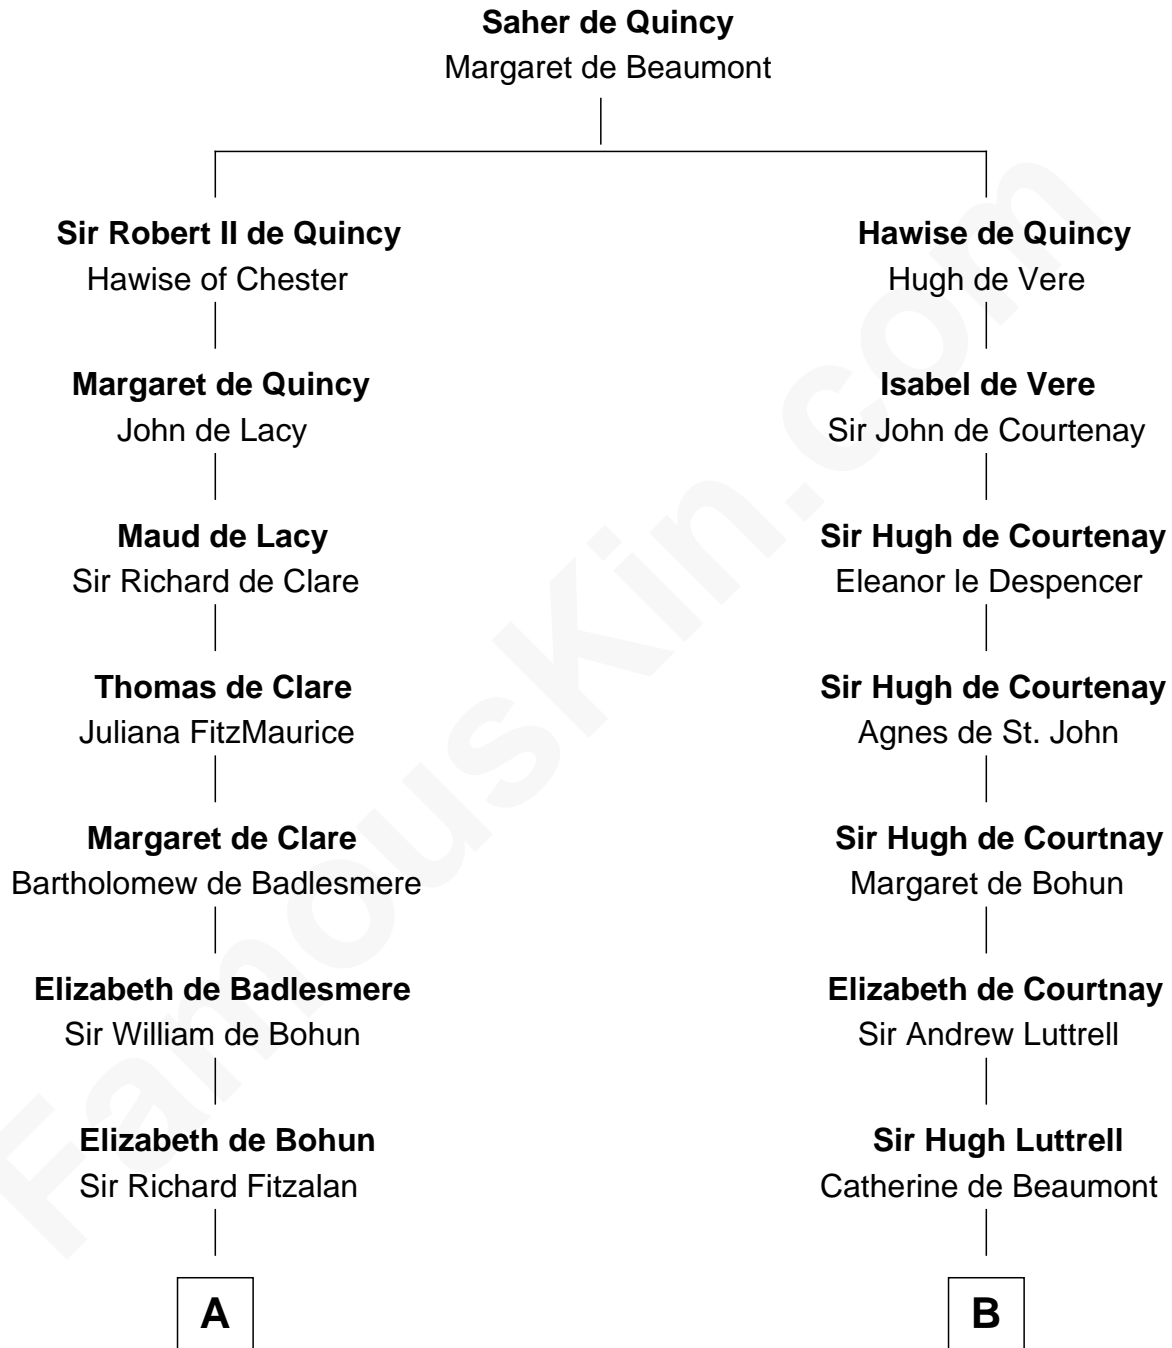 Saher de Quincy
Margaret de Beaumont
Sir Robert II de Quincy
Hawise of Chester
Margaret de Quincy
John de Lacy
Maud de Lacy
Sir Richard de Clare
Thomas de Clare
Juliana FitzMaurice
Margaret de Clare
Bartholomew de Badlesmere
Elizabeth de Badlesmere
Sir William de Bohun
Elizabeth de Bohun
Sir Richard Fitzalan
A
Hawise de Quincy
Hugh de Vere
Isabel de Vere
Sir John de Courtenay
Sir Hugh de Courtenay
Eleanor le Despencer
Sir Hugh de Courtenay
Agnes de St. John
Sir Hugh de Courtnay
Margaret de Bohun
Elizabeth de Courtnay
Sir Andrew Luttrell
Sir Hugh Luttrell
Catherine de Beaumont
B
FamousKin.com